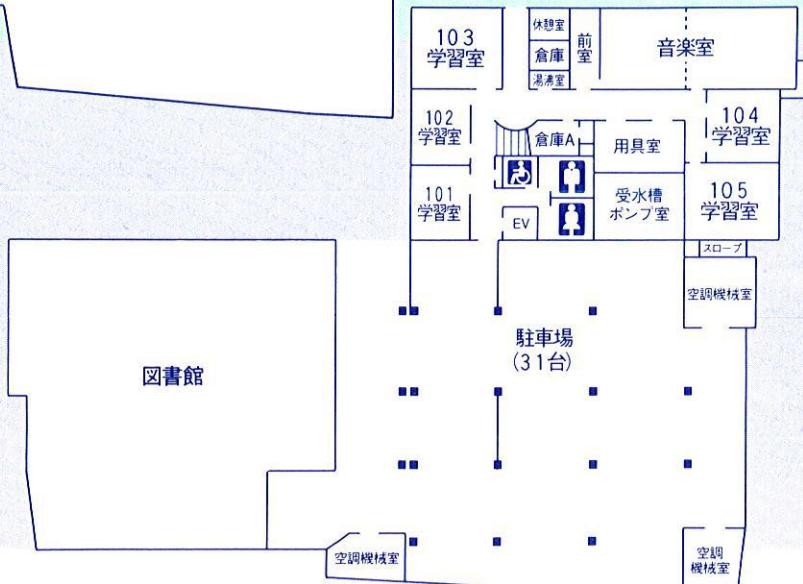 103
学習室
休憩室
倉庫
湯沸室
前室
音楽室
102
学習室
倉庫A
用具室
104
学習室
101
学習室
EV
受水槽
ポンプ室
105
学習室
スロープ
空調機械室
駐車場
(31台)
図書館
空調機械室
空調
機械室